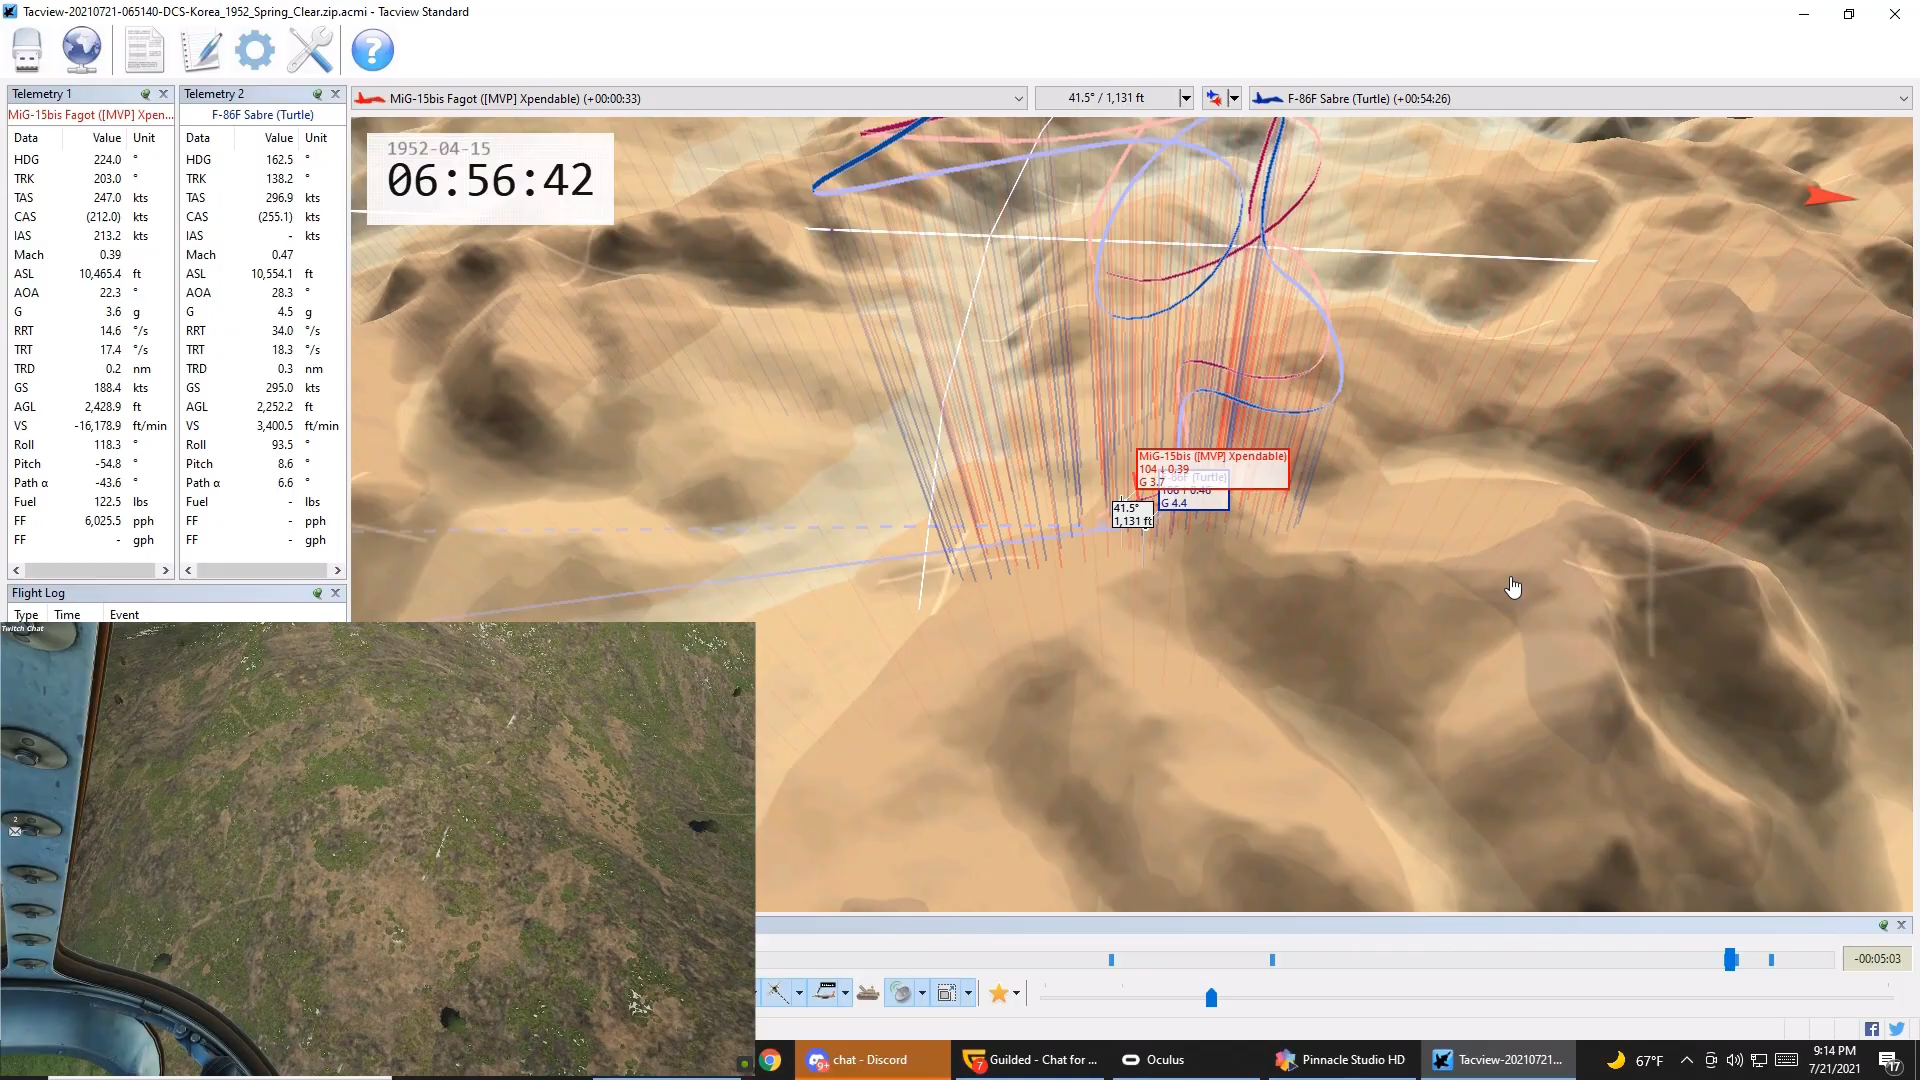 Tacview-20210721-065140-DCS-Korea_1952_Spring_Clear.zip.acmi - Tacview Standard
Telemetry 1
MiG-15bis Fagot ([MVP] Xpen...
Data Value Unit
HDG 224.0 °
TRK 203.0 °
TAS 247.0 kts
CAS (212.0) kts
IAS 213.2 kts
Mach 0.39
ASL 10,465.4 ft
AOA 22.3 °
G 3.6 g
RRT 14.6 °/s
TRT 17.4 °/s
TRD 0.2 nm
GS 188.4 kts
AGL 2,428.9 ft
VS -16,178.9 ft/min
Roll 118.3 °
Pitch -54.8 °
Path α -43.6 °
Fuel 122.5 lbs
FF 6,025.5 pph
FF - gph
Telemetry 2
F-86F Sabre (Turtle)
Data Value Unit
HDG 162.5 °
TRK 138.2 °
TAS 296.9 kts
CAS (255.1) kts
IAS - kts
Mach 0.47
ASL 10,554.1 ft
AOA 28.3 °
G 4.5 g
RRT 34.0 °/s
TRT 18.3 °/s
TRD 0.3 nm
GS 295.0 kts
AGL 2,252.2 ft
VS 3,400.5 ft/min
Roll 93.5 °
Pitch 8.6 °
Path α 6.6 °
Fuel - lbs
FF - pph
FF - gph
MiG-15bis Fagot ([MVP] Xpendable) (+00:00:33)
41.5° / 1,131 ft
F-86F Sabre (Turtle) (+00:54:26)
1952-04-15
06:56:42
MiG-15bis ([MVP] Xpendable)
104 ↓ 0.39
G 3.7
(Turtle)
G 4.4
41.5°
1,131 ft
Flight Log
Type Time Event
Twitch Chat
2
-00:05:03
9+
chat - Discord
7
Guilded - Chat for ...
Oculus
Pinnacle Studio HD
Tacview-20210721...
67°F
9:14 PM
7/21/2021
17